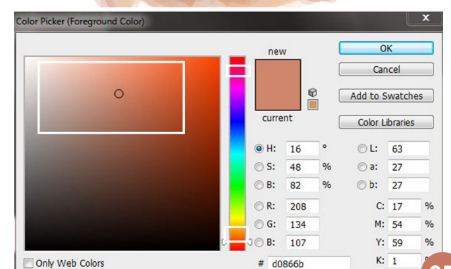 Color Picker (Foreground Color)
x
new
current
OK
Cancel
Add to Swatches
Color Libraries
H: 16 °
S: 48 %
B: 82 %
R: 208
G: 134
B: 107
L: 63
a: 27
b: 27
C: 17 %
M: 54 %
Y: 59 %
K: 1
Only Web Colors
# d0866b